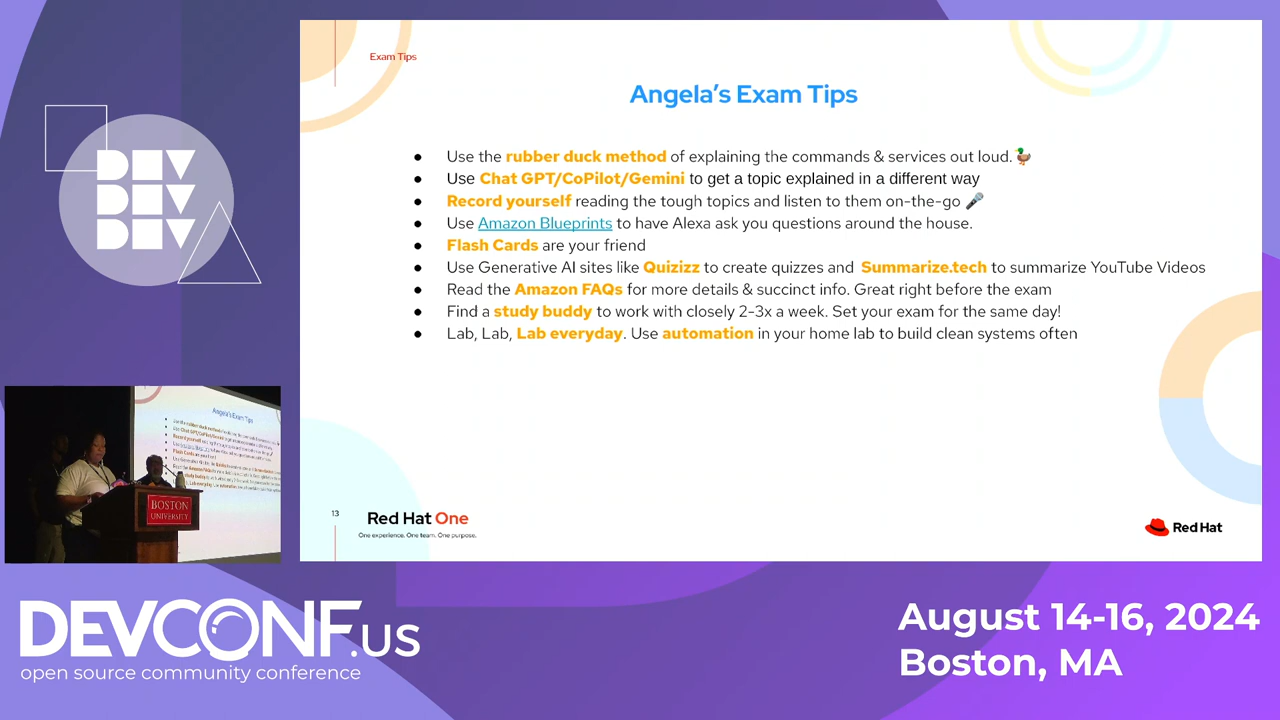 Exam Tips
Angela's Exam Tips
● Use the rubber duck method of explaining the commands & services out loud.🦆
● Use Chat GPT/CoPilot/Gemini to get a topic explained in a different way
● Record yourself reading the tough topics and listen to them on-the-go 🎤
● Use Amazon Blueprints to have Alexa ask you questions around the house.
● Flash Cards are your friend
● Use Generative AI sites like Quizizz to create quizzes and Summarize.tech to summarize YouTube Videos
● Read the Amazon FAQs for more details & succinct info. Great right before the exam
● Find a study buddy to work with closely 2-3x a week. Set your exam for the same day!
● Lab, Lab, Lab everyday. Use automation in your home lab to build clean systems often
13
Red Hat One
One experience. One team. One purpose.
Red Hat
DEV
DEV
DEV
Angela's Exam Tips
BOSTON
UNIVERSITY
DEVCONF.US
open source community conference
August 14-16, 2024
Boston, MA